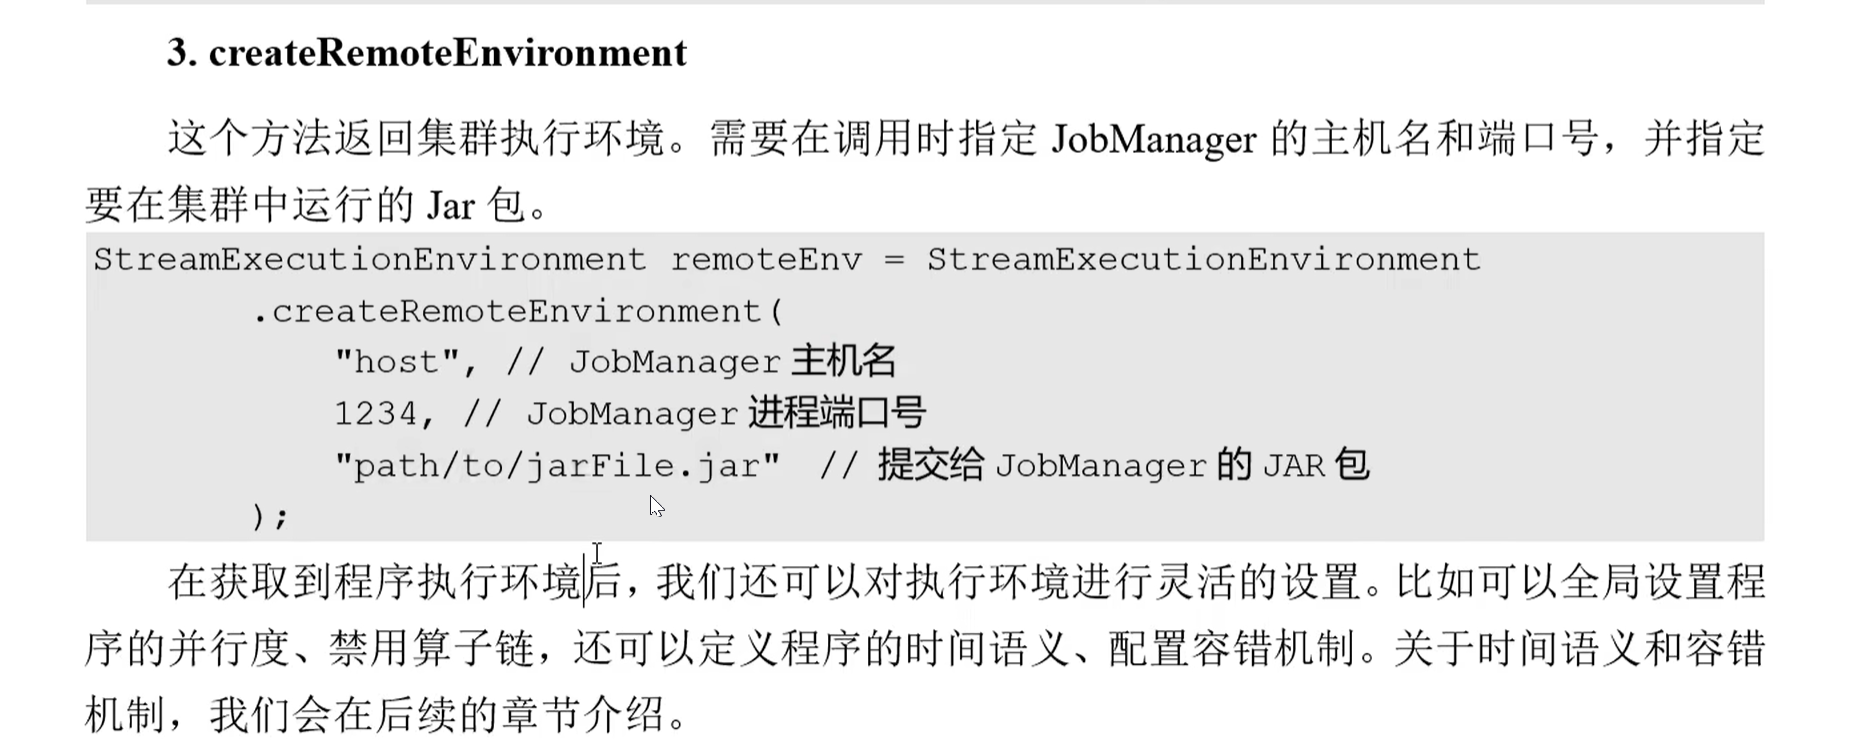 3. createRemoteEnvironment
这个方法返回集群执行环境。需要在调用时指定 JobManager 的主机名和端口号，并指定
要在集群中运行的 Jar 包。
StreamExecutionEnvironment remoteEnv = StreamExecutionEnvironment
.createRemoteEnvironment(
"host", // JobManager 主机名
1234, // JobManager 进程端口号
"path/to/jarFile.jar" // 提交给 JobManager 的 JAR 包
);
在获取到程序执行环境后，我们还可以对执行环境进行灵活的设置。比如可以全局设置程
序的并行度、禁用算子链，还可以定义程序的时间语义、配置容错机制。关于时间语义和容错
机制，我们会在后续的章节介绍。